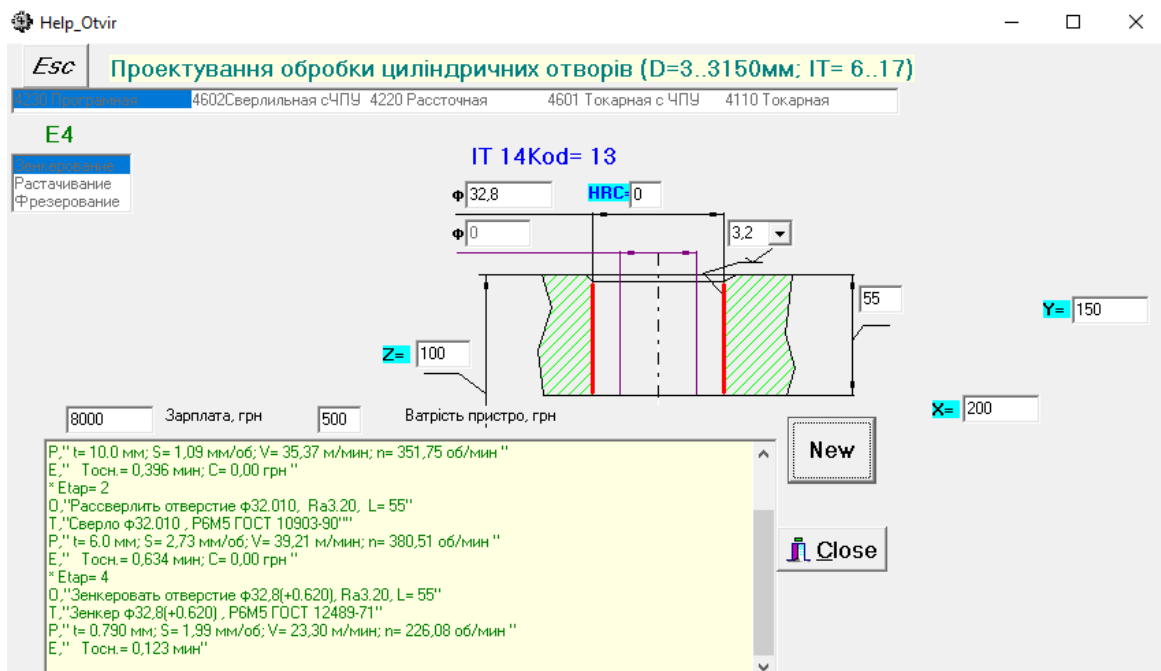 Help_Otvir
Esc
Проектування обробки циліндричних отворів (D=3..3150мм; IT= 6..17)
4230 Програмная 4602Сверлильная сЧПУ 4220 Рассточная 4601 Токарная с ЧПУ 4110 Токарная
E4
Зенкерование
Растачивание
Фрезерование
IT 14Kod= 13
Ф 32,8 HRC= 0
Ф 0 3,2
55
Y= 150
Z= 100
X= 200
8000 Зарплата, грн 500 Ватрість пристро, грн
New
Close
P," t= 10.0 мм; S= 1,09 мм/об; V= 35,37 м/мин; n= 351,75 об/мин "
E," Tосн.= 0,396 мин; C= 0,00 грн "
* Etap= 2
O,"Рассверлить отверстие ф32.010, Ra3.20, L= 55"
T,"Сверло ф32.010 , Р6М5 ГОСТ 10903-90""
P," t= 6.0 мм; S= 2,73 мм/об; V= 39,21 м/мин; n= 380,51 об/мин "
E," Tосн.= 0,634 мин; C= 0,00 грн "
* Etap= 4
O,"Зенкеровать отверстие ф32,8(+0.620), Ra3.20, L= 55"
T,"Зенкер ф32,8(+0.620) , Р6М5 ГОСТ 12489-71"
P," t= 0.790 мм; S= 1,99 мм/об; V= 23,30 м/мин; n= 226,08 об/мин "
E," Tосн.= 0,123 мин"